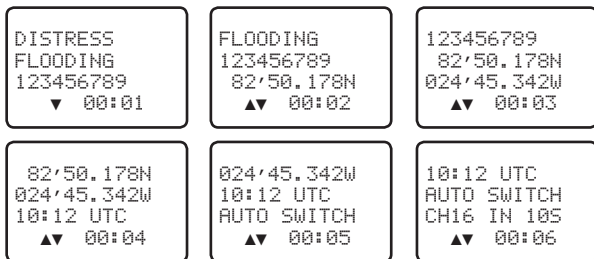 DISTRESS
FLOODING
123456789
▼ 00:01
FLOODING
123456789
82′50.178N
▲▼ 00:02
123456789
82′50.178N
024′45.342W
▲▼ 00:03
82′50.178N
024′45.342W
10:12 UTC
▲▼ 00:04
024′45.342W
10:12 UTC
AUTO SWITCH
▲▼ 00:05
10:12 UTC
AUTO SWITCH
CH16 IN 10S
▲▼ 00:06